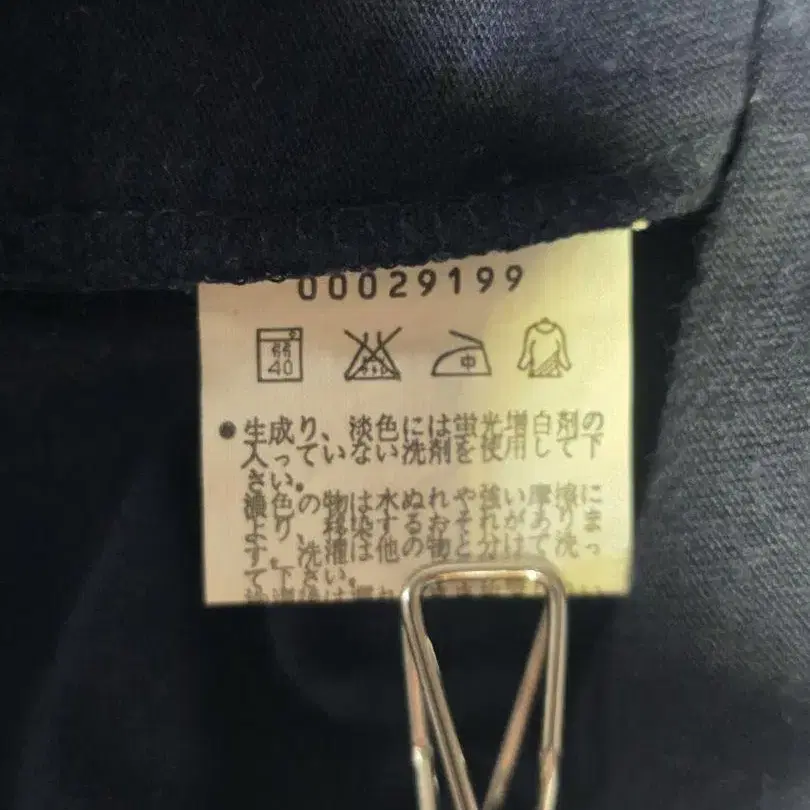 00029199
弱
40
中
● 生成り、淡色には蛍光増白剤の
入っていない洗剤を使用して下
さい。
濃色の物は水ぬれや強い摩擦に
より、移染するおそれがありま
す。洗濯は他の物と分けて洗っ
て下さい。